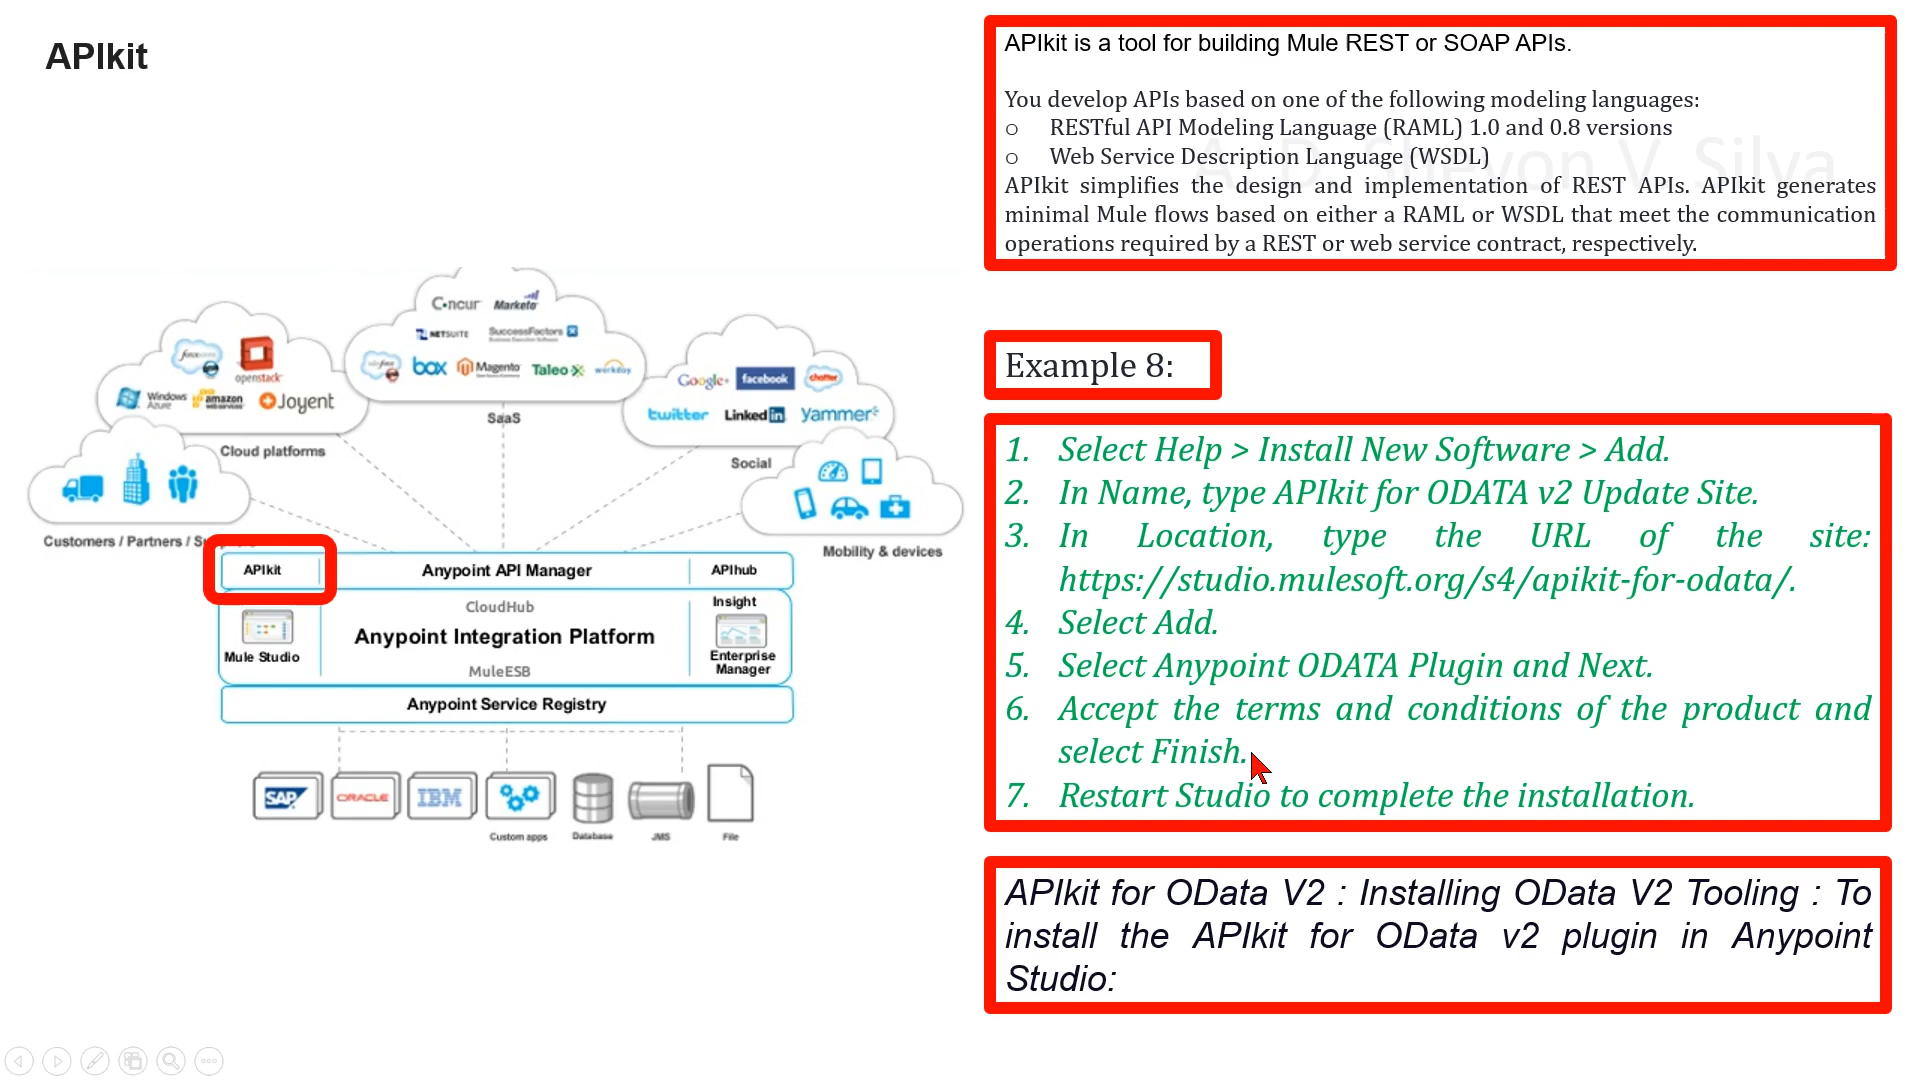 APIkit
APIkit is a tool for building Mule REST or SOAP APIs.
You develop APIs based on one of the following modeling languages:
o RESTful API Modeling Language (RAML) 1.0 and 0.8 versions
o Web Service Description Language (WSDL)
APIkit simplifies the design and implementation of REST APIs. APIkit generates
minimal Mule flows based on either a RAML or WSDL that meet the communication
operations required by a REST or web service contract, respectively.
Example 8:
1. Select Help > Install New Software > Add.
2. In Name, type APIkit for ODATA v2 Update Site.
3. In Location, type the URL of the site:
https://studio.mulesoft.org/s4/apikit-for-odata/.
4. Select Add.
5. Select Anypoint ODATA Plugin and Next.
6. Accept the terms and conditions of the product and
select Finish.
7. Restart Studio to complete the installation.
APIkit for OData V2 : Installing OData V2 Tooling : To
install the APIkit for OData v2 plugin in Anypoint
Studio:
Concur Marketo
NETSUITE SuccessFactors
box Magento Taleo workday
SaaS
openstack
Windows Azure amazon webservices Joyent
Cloud platforms
Google+ facebook chatter
twitter LinkedIn yammer
Social
Customers / Partners /
Mobility & devices
APIkit Anypoint API Manager APIhub
CloudHub Insight
Anypoint Integration Platform
Mule Studio MuleESB Enterprise
Manager
Anypoint Service Registry
SAP ORACLE IBM
Custom apps Database JMS File